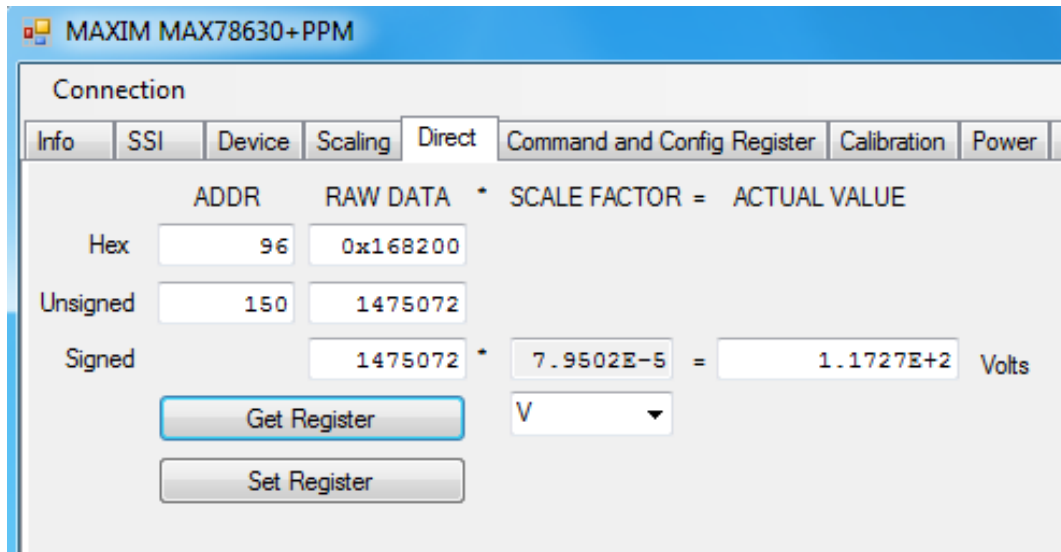 MAXIM MAX78630+PPM
Connection
Info SSI Device Scaling Direct Command and Config Register Calibration Power
ADDR RAW DATA * SCALE FACTOR = ACTUAL VALUE
Hex 96 0x168200
Unsigned 150 1475072
Signed 1475072 * 7.9502E-5 = 1.1727E+2 Volts
Get Register V
Set Register